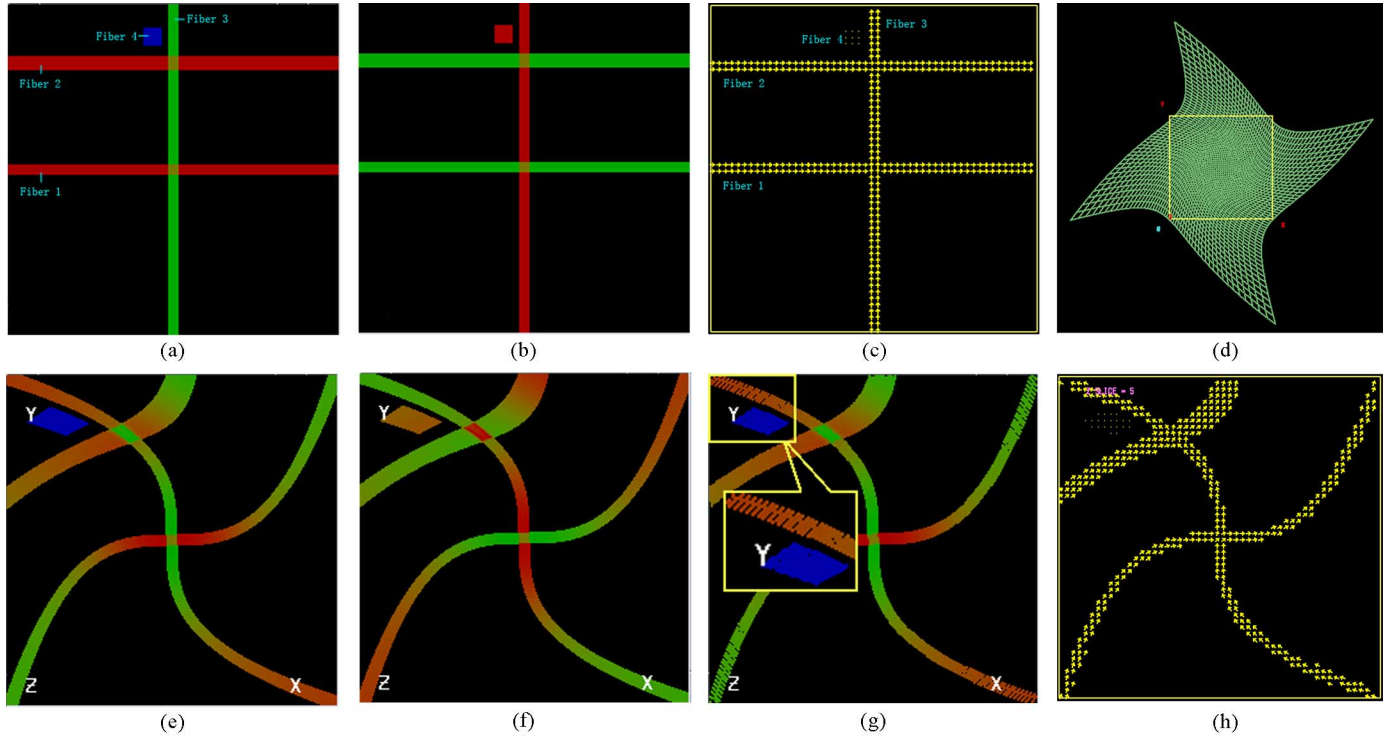 Fiber 3
Fiber 4
Fiber 2
Fiber 1
(a)
(b)
Fiber 3
Fiber 4
Fiber 2
Fiber 1
(c)
(d)
Y
Z
X
(e)
Y
Z
X
(f)
Y
Y
Z
X
(g)
(h)